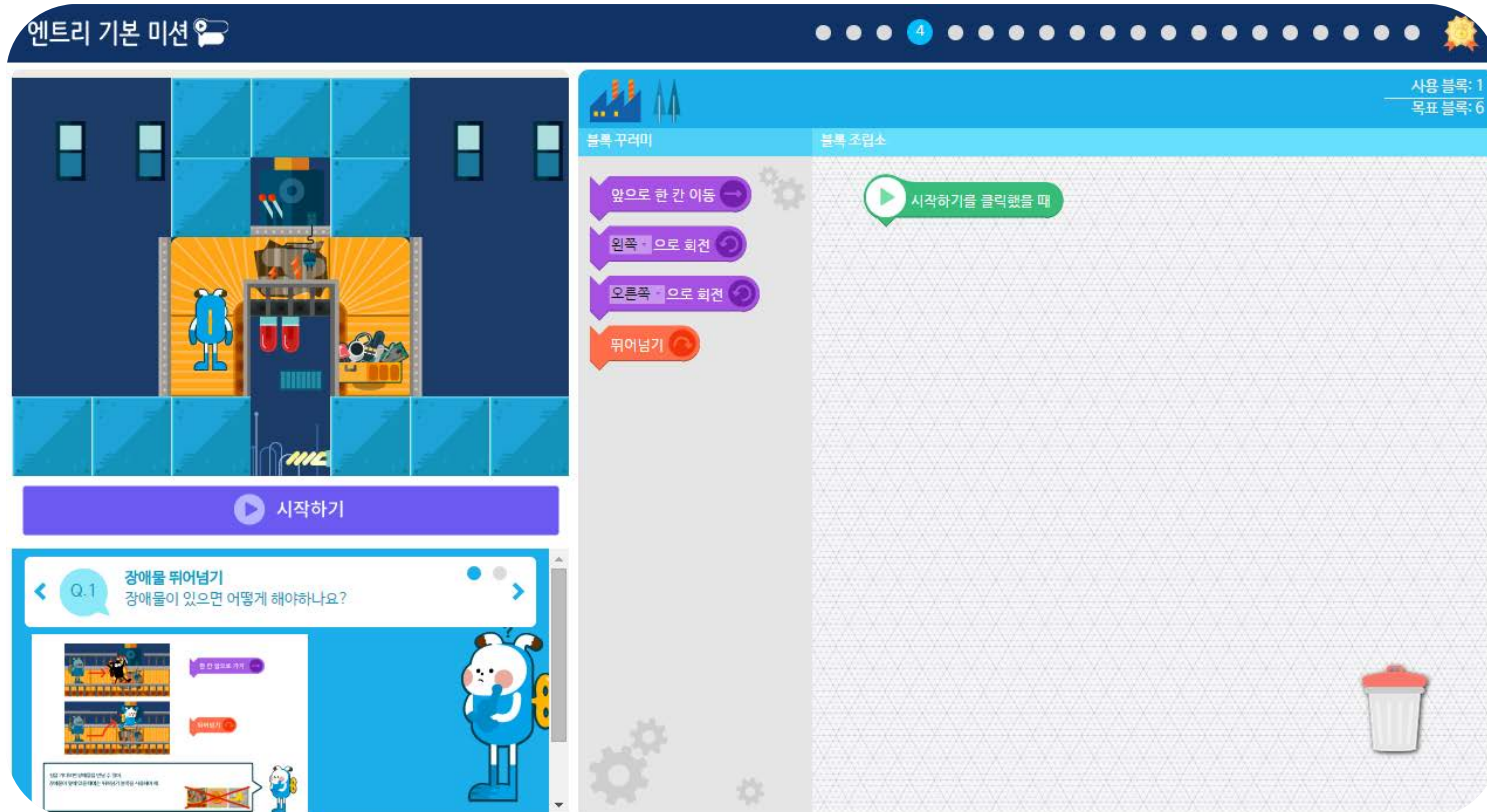 엔트리 기본 미션
4
사용 블록: 1
목표 블록: 6
블록 꾸러미
블록 조립소
앞으로 한 칸 이동
왼쪽 으로 회전
오른쪽 으로 회전
뛰어넘기
시작하기를 클릭했을 때
시작하기
Q.1
장애물 뛰어넘기
장애물이 있으면 어떻게 해야하나요?
한 칸 앞으로 가기
뛰어넘기